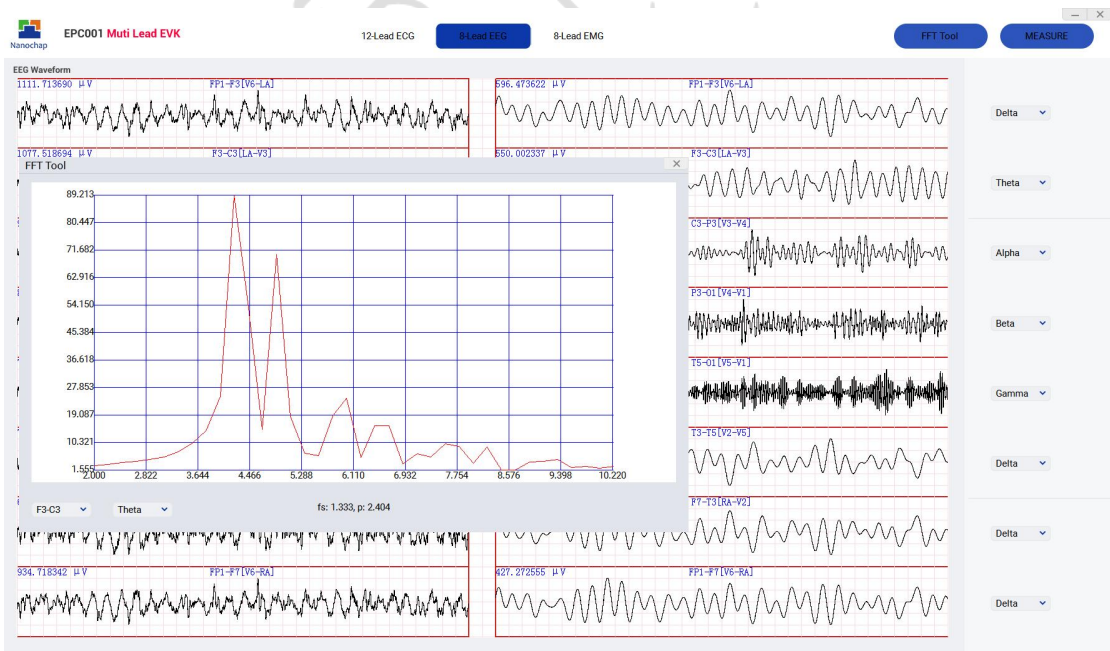 Nanochap
EPC001 Muti Lead EVK
12-Lead ECG
8-Lead EEG
8-Lead EMG
FFT Tool
MEASURE
EEG Waveform
1111.713690 μV FP1-F3[V6-LA]
596.473622 μV FP1-F3[V6-LA]
Delta
1077.518694 μV F3-C3[LA-V3]
550.002337 μV F3-C3[LA-V3]
Theta
FFT Tool
89.213
80.447
71.682
62.916
54.150
45.384
36.618
27.853
19.087
10.321
1.555
2.000 2.822 3.644 4.466 5.288 6.110 6.932 7.754 8.576 9.398 10.220
F3-C3
Theta
fs: 1.333, p: 2.404
C3-P3[V3-V4]
Alpha
P3-O1[V4-V1]
Beta
T5-O1[V5-V1]
Gamma
T3-T5[V2-V5]
Delta
F7-T3[RA-V2]
Delta
934.718342 μV FP1-F7[V6-RA]
427.272555 μV FP1-F7[V6-RA]
Delta